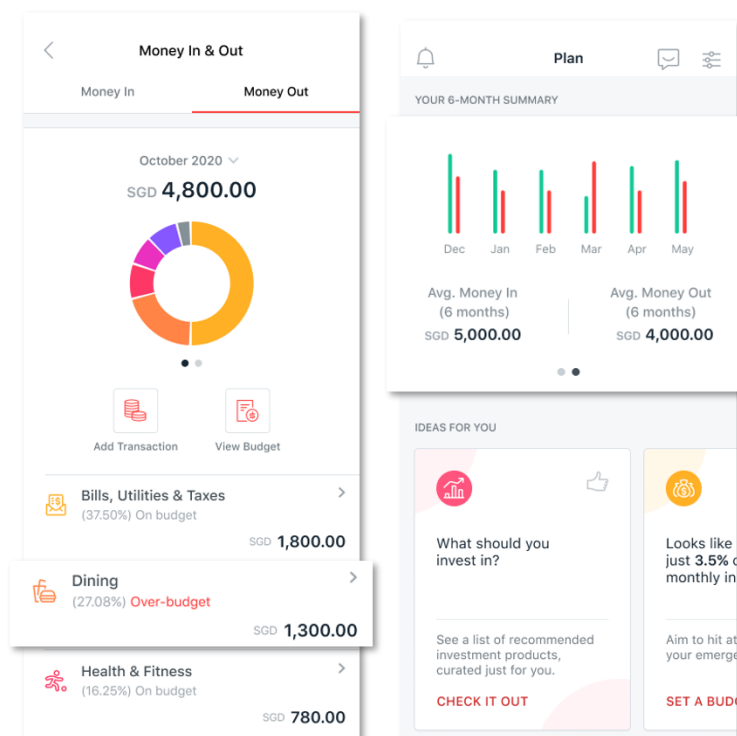 Money In & Out
Money In
Money Out
October 2020
SGD 4,800.00
Add Transaction
View Budget
Bills, Utilities & Taxes
(37.50%) On budget
SGD 1,800.00
Dining
(27.08%) Over-budget
SGD 1,300.00
Health & Fitness
(16.25%) On budget
SGD 780.00
Plan
YOUR 6-MONTH SUMMARY
Dec Jan Feb Mar Apr May
Avg. Money In
(6 months)
SGD 5,000.00
Avg. Money Out
(6 months)
SGD 4,000.00
IDEAS FOR YOU
What should you
invest in?
See a list of recommended
investment products,
curated just for you.
CHECK IT OUT
Looks like
just 3.5%
monthly in
Aim to hit at
your emerge
SET A BUD